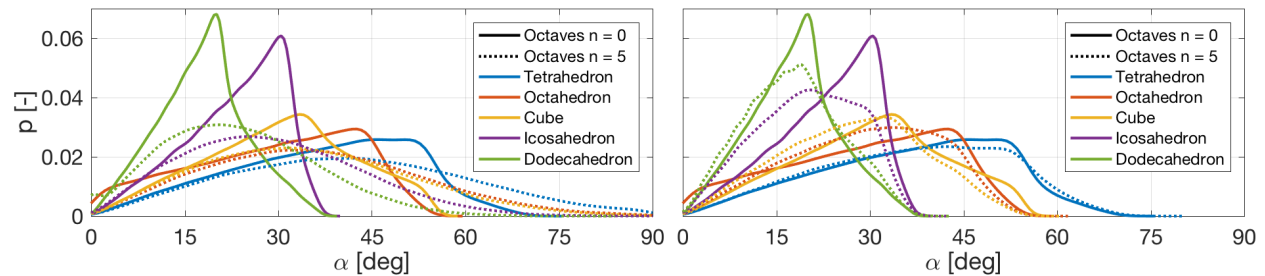 p [-]
0.06
0.04
0.02
0
0 15 30 45 60 75 90
α [deg]
Octaves n = 0
Octaves n = 5
Tetrahedron
Octahedron
Cube
Icosahedron
Dodecahedron
0 15 30 45 60 75 90
α [deg]
Octaves n = 0
Octaves n = 5
Tetrahedron
Octahedron
Cube
Icosahedron
Dodecahedron